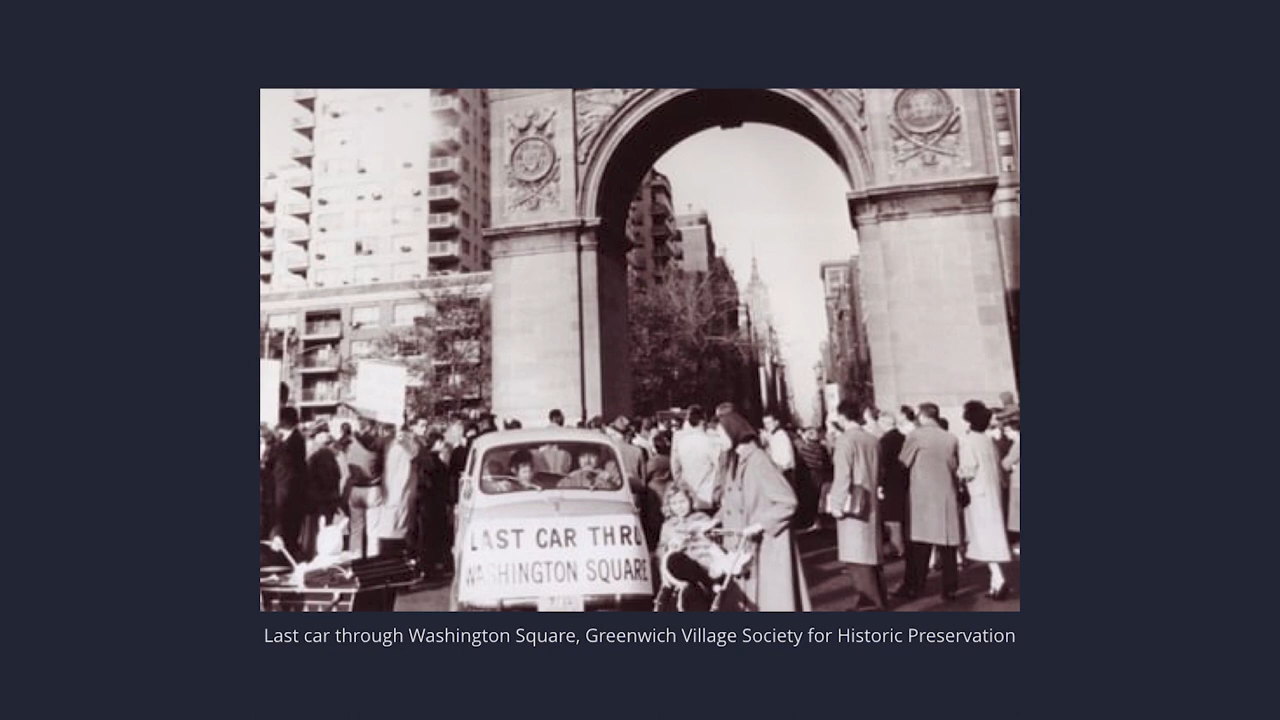 LAST CAR THRU
WASHINGTON SQUARE
Last car through Washington Square, Greenwich Village Society for Historic Preservation